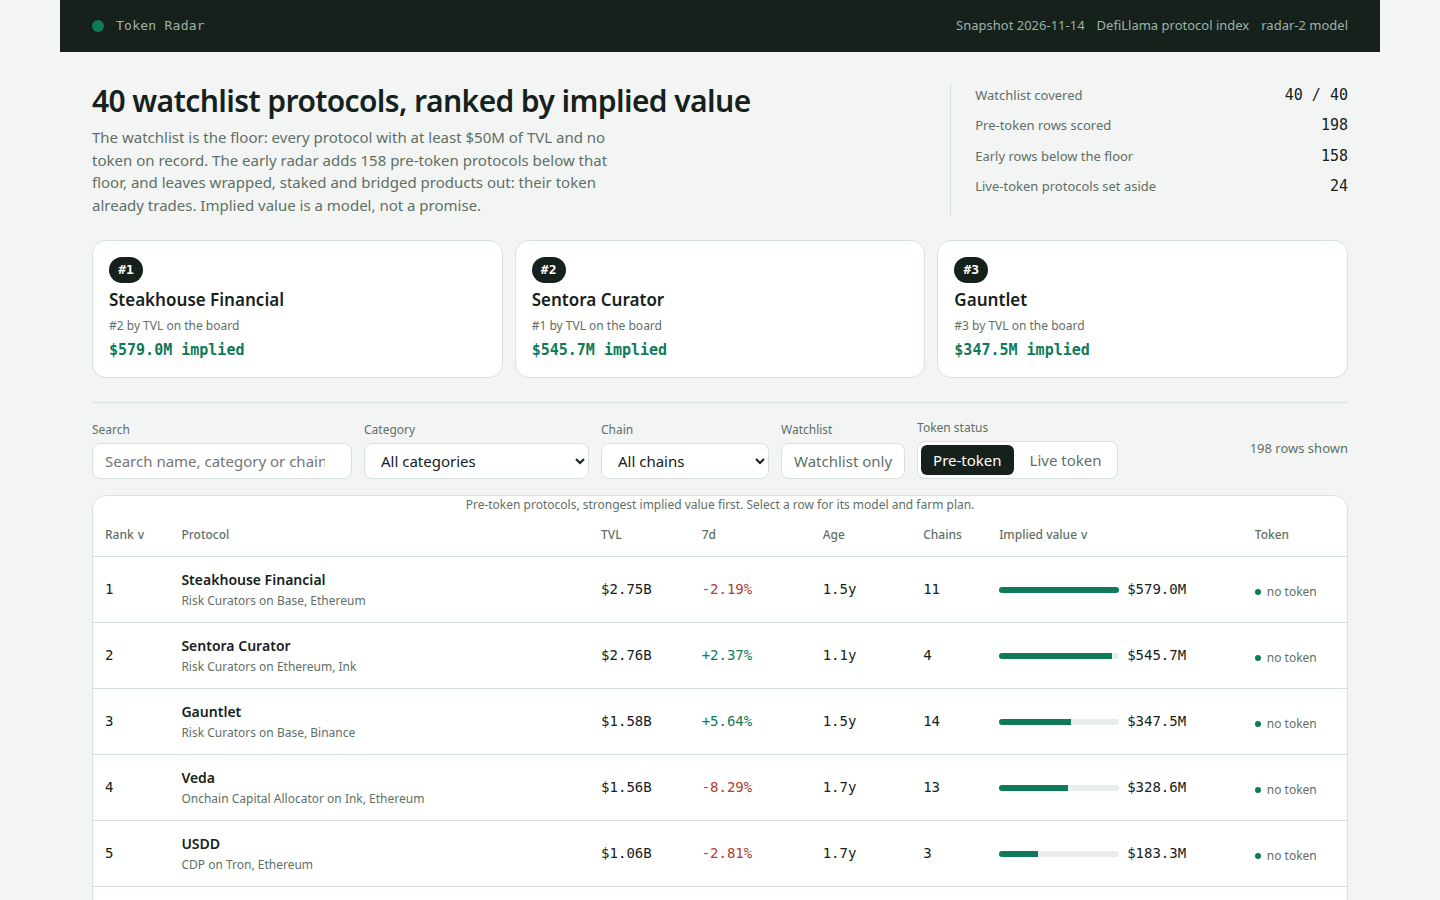 Token Radar
Snapshot 2026-11-14 DefiLlama protocol index radar-2 model
40 watchlist protocols, ranked by implied value
The watchlist is the floor: every protocol with at least $50M of TVL and no
token on record. The early radar adds 158 pre-token protocols below that
floor, and leaves wrapped, staked and bridged products out: their token
already trades. Implied value is a model, not a promise.
Watchlist covered 40 / 40
Pre-token rows scored 198
Early rows below the floor 158
Live-token protocols set aside 24
#1
Steakhouse Financial
#2 by TVL on the board
$579.0M implied
#2
Sentora Curator
#1 by TVL on the board
$545.7M implied
#3
Gauntlet
#3 by TVL on the board
$347.5M implied
Search Category Chain Watchlist Token status
Search name, category or chain All categories All chains Watchlist only Pre-token Live token 198 rows shown
Pre-token protocols, strongest implied value first. Select a row for its model and farm plan.
Rank v Protocol TVL 7d Age Chains Implied value v Token
1 Steakhouse Financial $2.75B -2.19% 1.5y 11 $579.0M no token
Risk Curators on Base, Ethereum
2 Sentora Curator $2.76B +2.37% 1.1y 4 $545.7M no token
Risk Curators on Ethereum, Ink
3 Gauntlet $1.58B +5.64% 1.5y 14 $347.5M no token
Risk Curators on Base, Binance
4 Veda $1.56B -8.29% 1.7y 13 $328.6M no token
Onchain Capital Allocator on Ink, Ethereum
5 USDD $1.06B -2.81% 1.7y 3 $183.3M no token
CDP on Tron, Ethereum